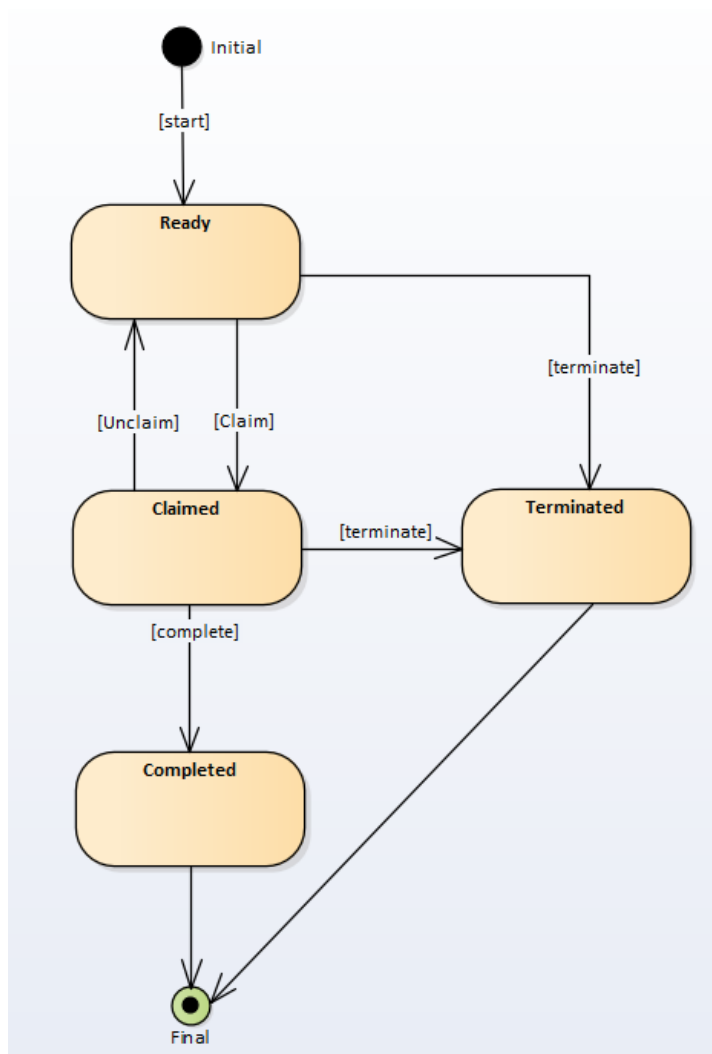 Initial
[start]
Ready
[terminate]
[Unclaim]
[Claim]
Claimed
Terminated
[terminate]
[complete]
Completed
Final